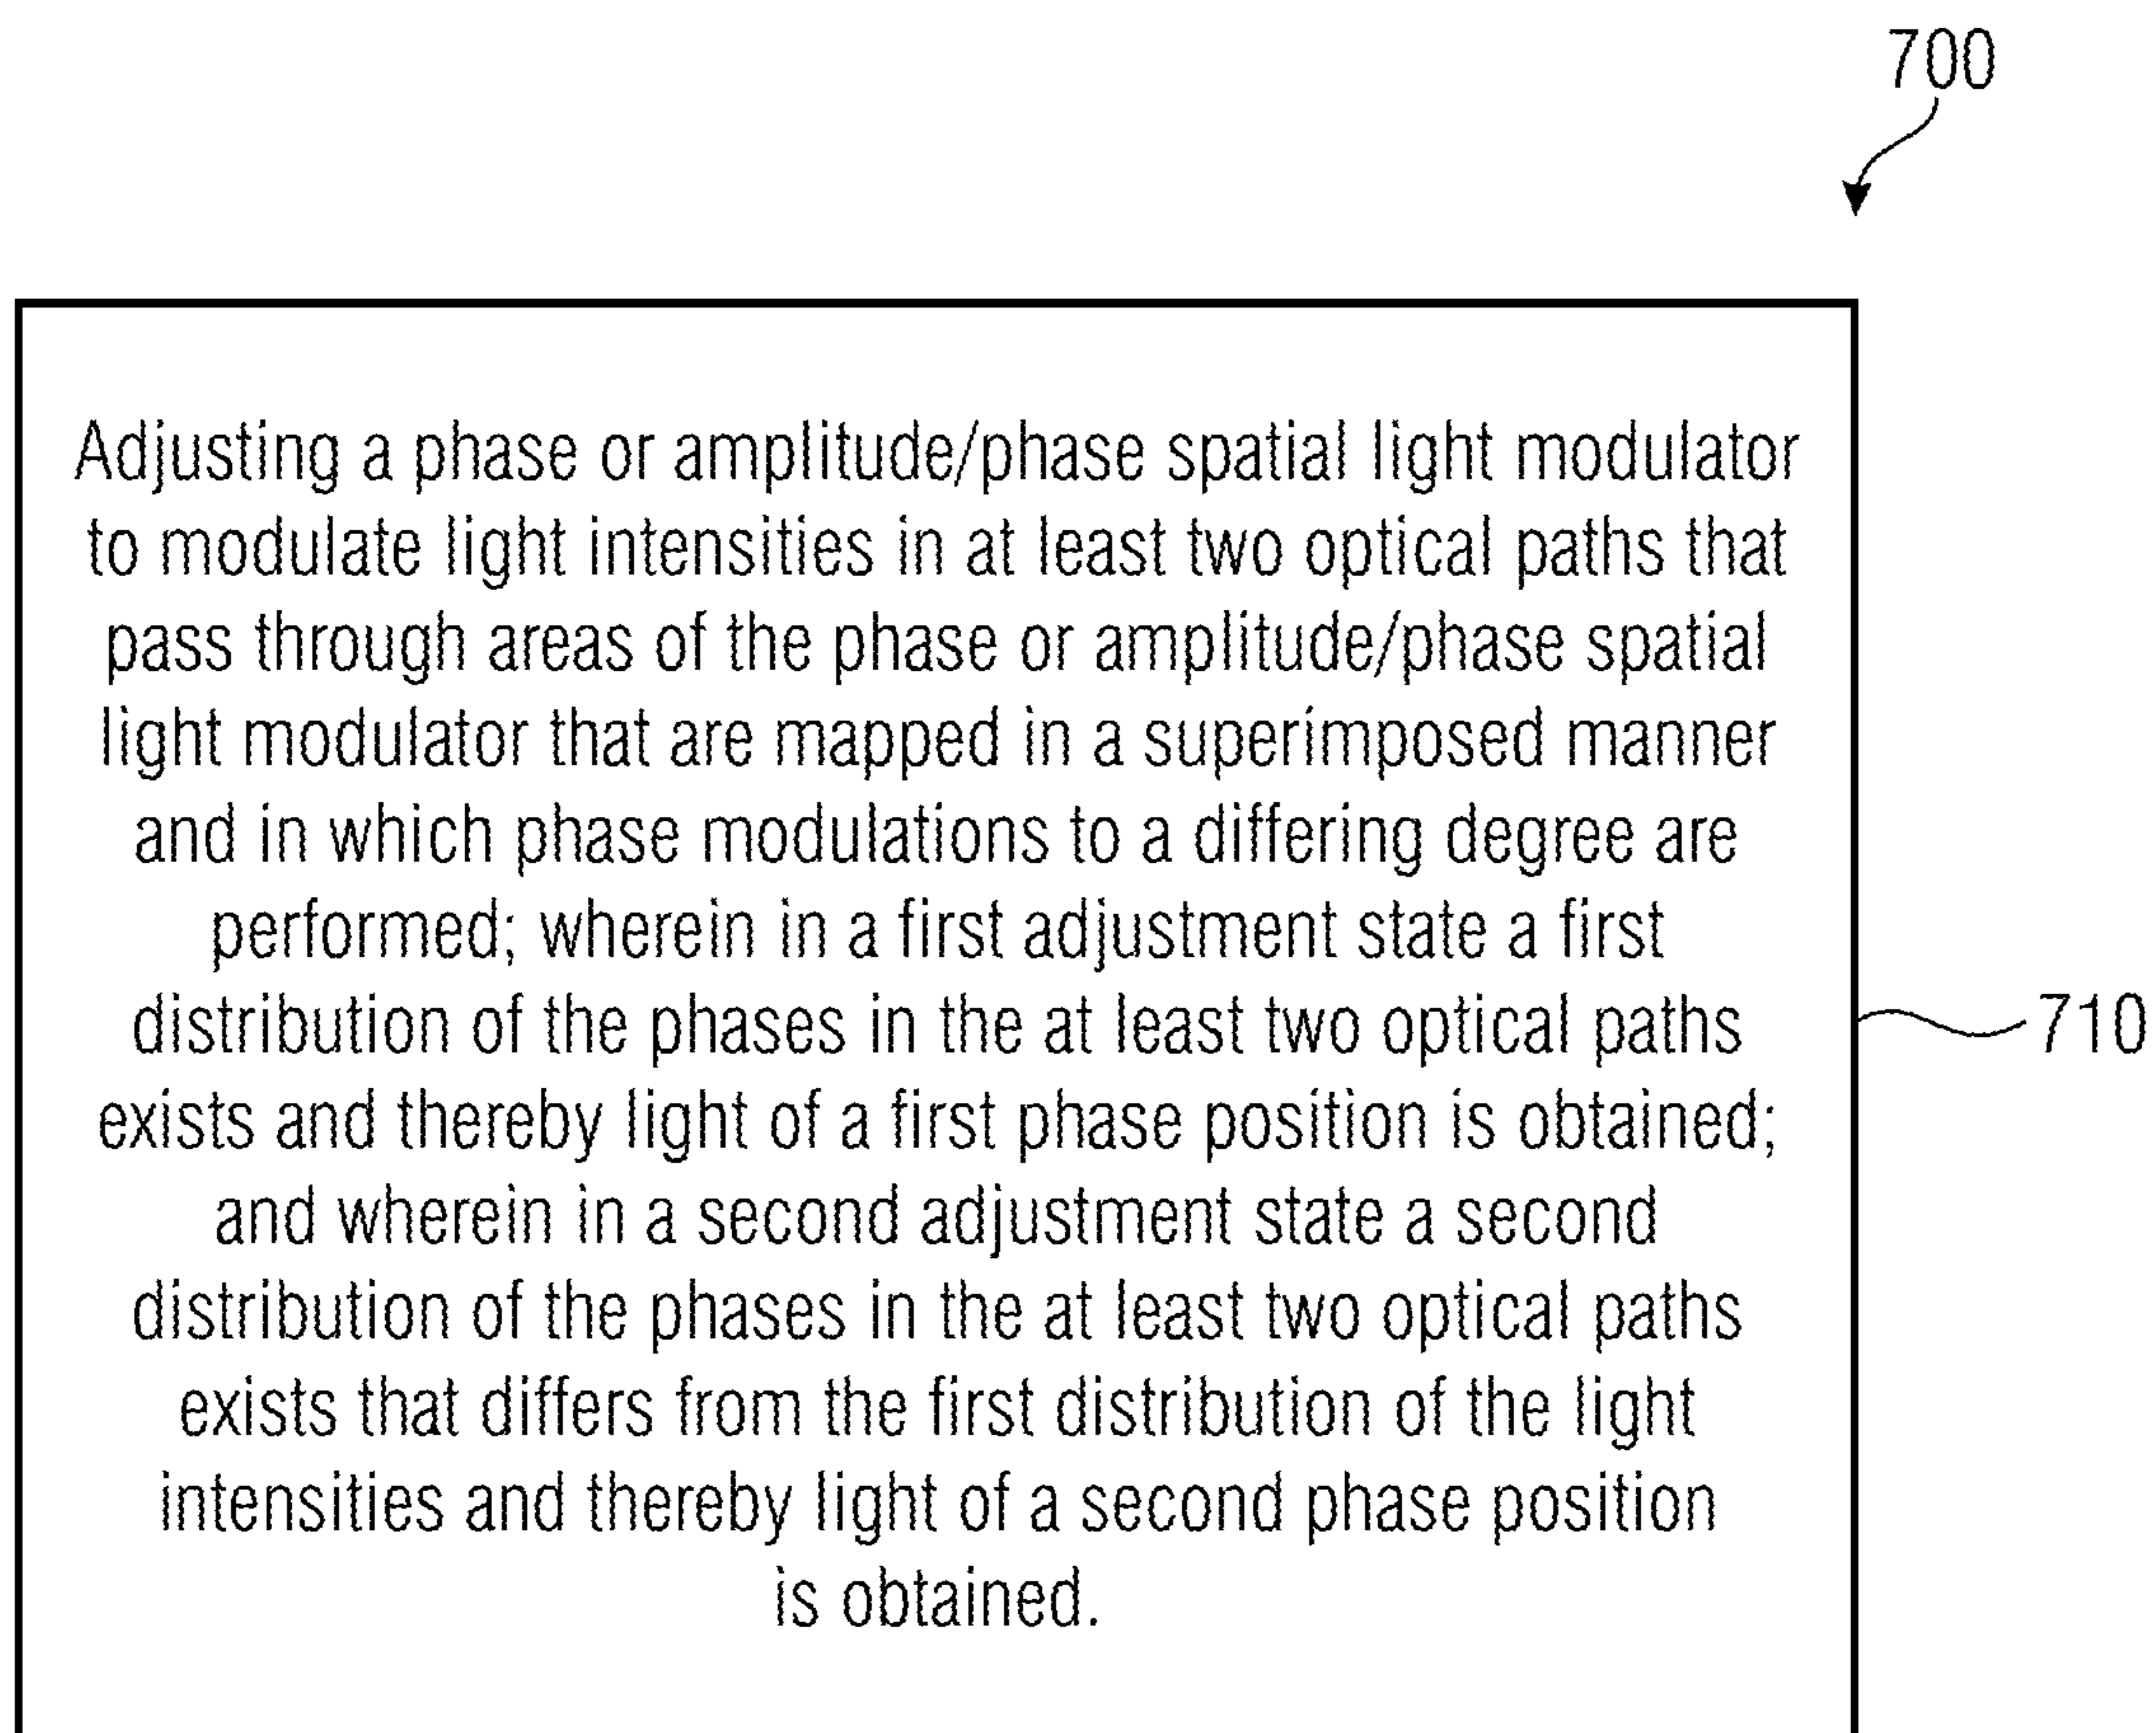 700
Adjusting a phase or amplitude/phase spatial light modulator
to modulate light intensities in at least two optical paths that
pass through areas of the phase or amplitude/phase spatial
light modulator that are mapped in a superimposed manner
and in which phase modulations to a differing degree are
performed; wherein in a first adjustment state a first
distribution of the phases in the at least two optical paths
exists and thereby light of a first phase position is obtained;
and wherein in a second adjustment state a second
distribution of the phases in the at least two optical paths
exists that differs from the first distribution of the light
intensities and thereby light of a second phase position
is obtained.
710